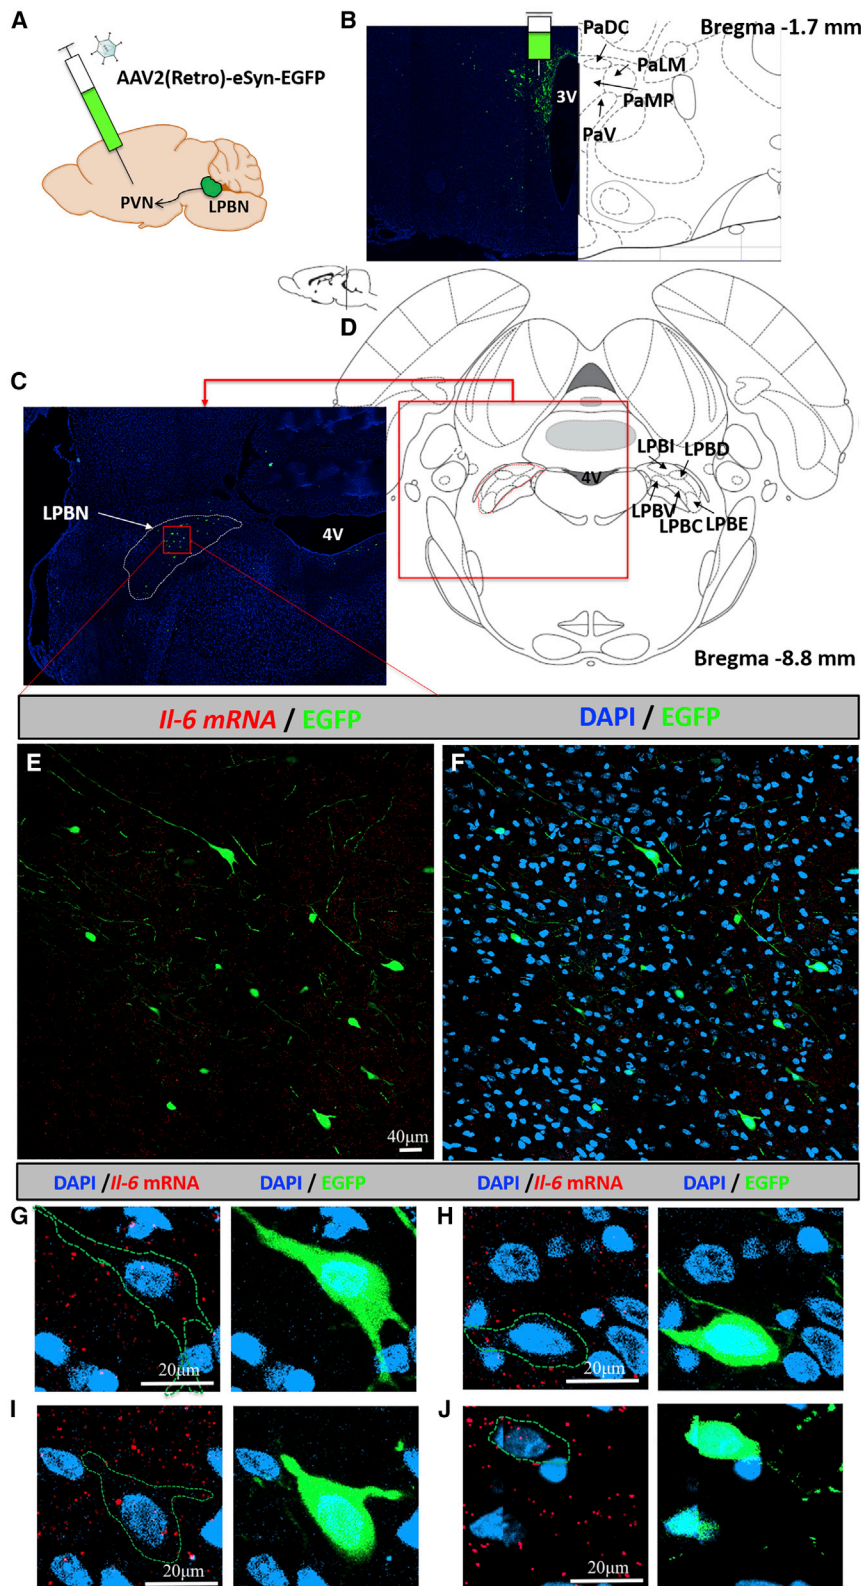 A
AAV2(Retro)-eSyn-EGFP
PVN
LPBN
B
3V
PaDC
PaLM
PaMP
PaV
Bregma -1.7 mm
C
LPBN
4V
D
4V
LPBI
LPBD
LPBV
LPBC
LPBE
Bregma -8.8 mm
Il-6 mRNA / EGFP
DAPI / EGFP
E
40μm
F
DAPI /Il-6 mRNA
DAPI / EGFP
DAPI /Il-6 mRNA
DAPI / EGFP
G
20μm
H
20μm
I
20μm
J
20μm